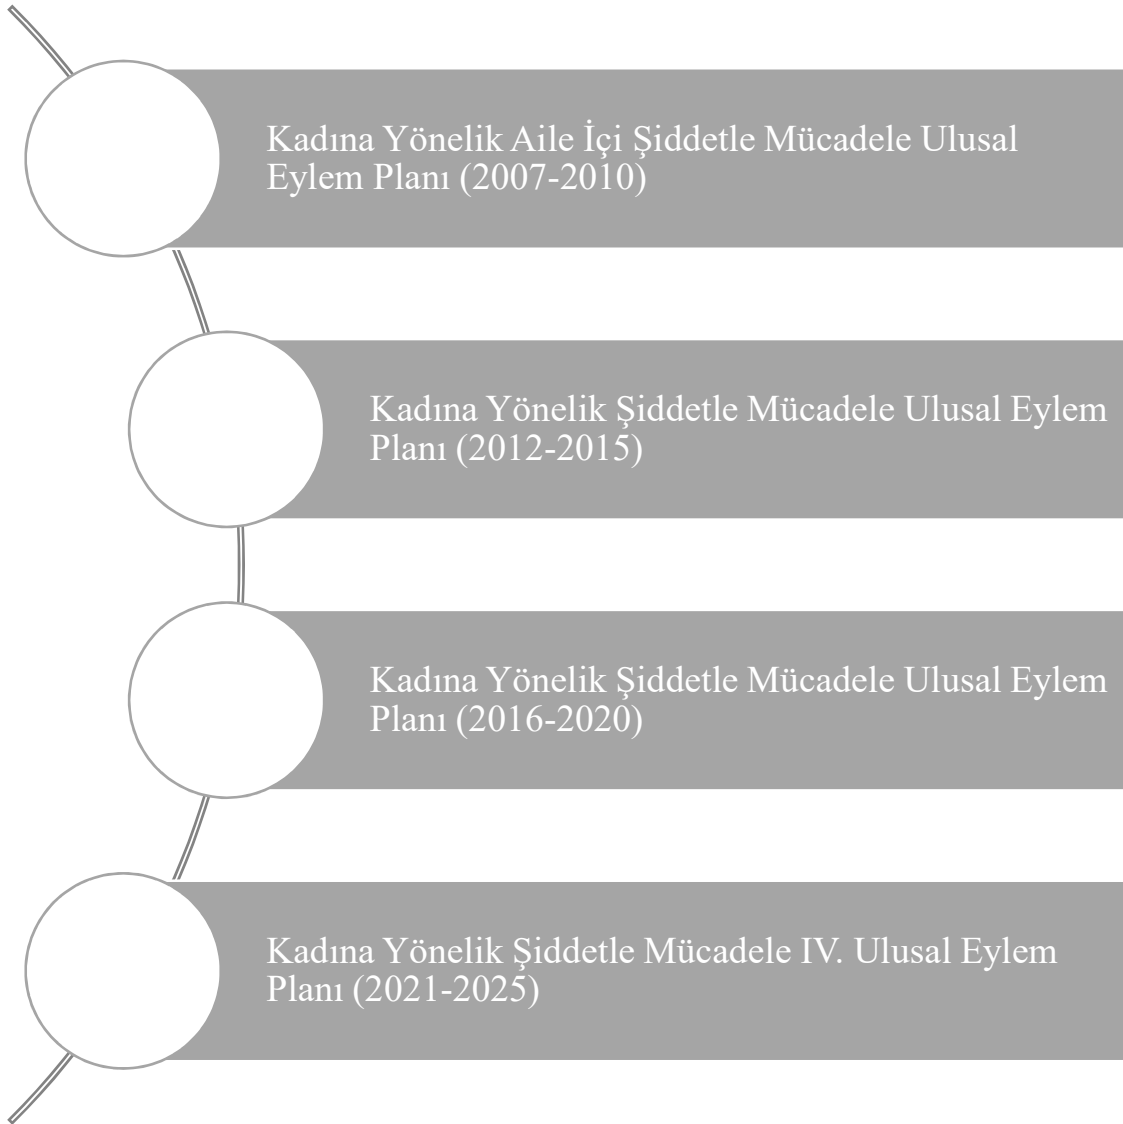 Kadına Yönelik Aile İçi Şiddetle Mücadele Ulusal
Eylem Planı (2007-2010)
Kadına Yönelik Şiddetle Mücadele Ulusal Eylem
Planı (2012-2015)
Kadına Yönelik Şiddetle Mücadele Ulusal Eylem
Planı (2016-2020)
Kadına Yönelik Şiddetle Mücadele IV. Ulusal Eylem
Planı (2021-2025)